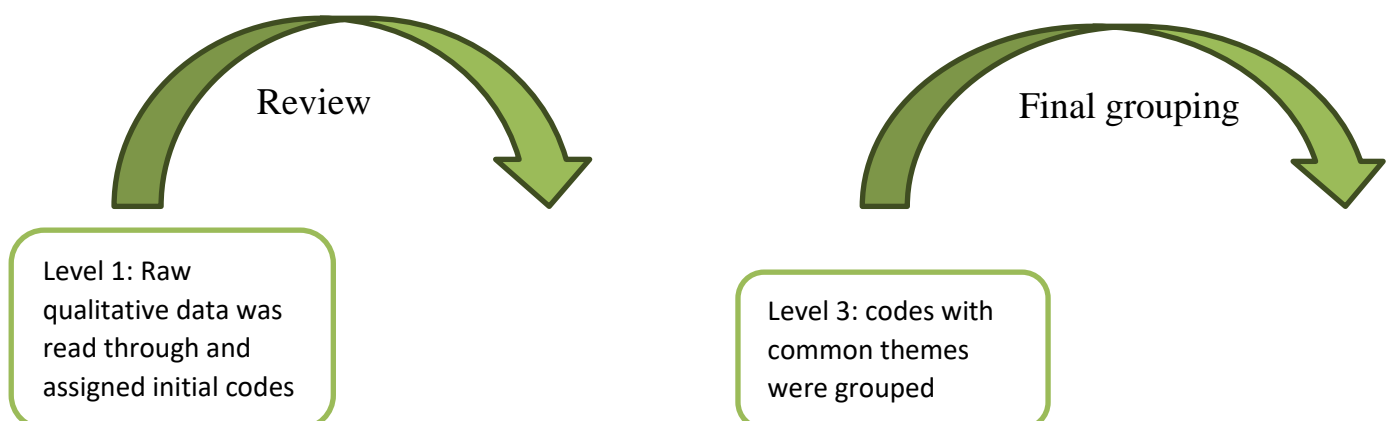 Review
Final grouping
Level 1: Raw
qualitative data was
read through and
assigned initial codes
Level 3: codes with
common themes
were grouped